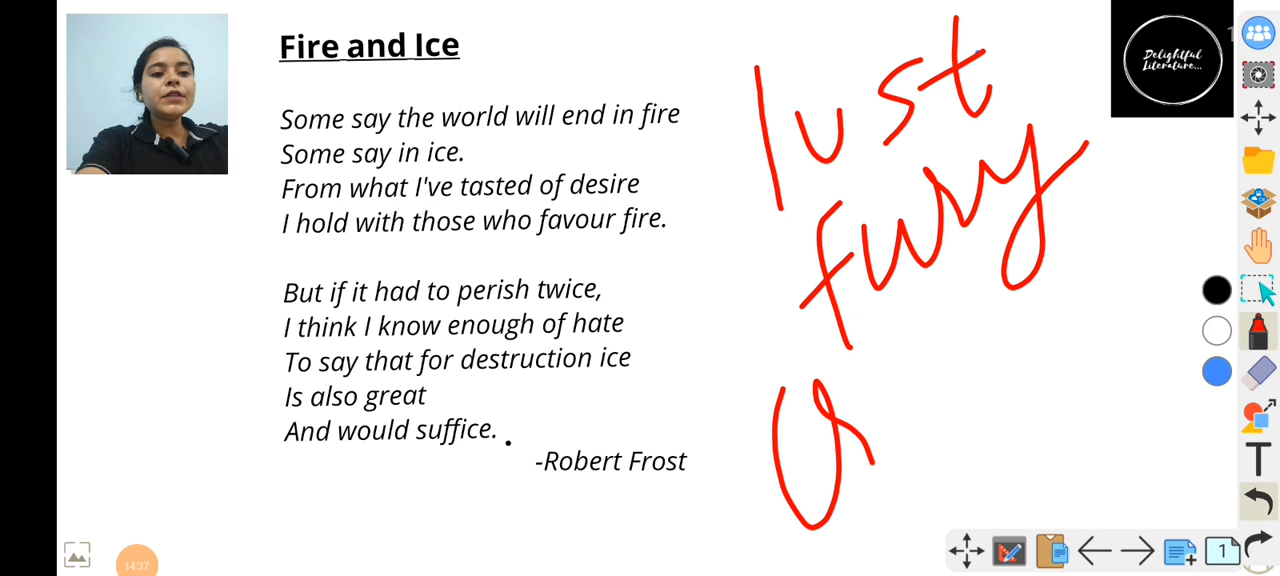 Fire and Ice
Some say the world will end in fire
Some say in ice.
From what I've tasted of desire
I hold with those who favour fire.
But if it had to perish twice,
I think I know enough of hate
To say that for destruction ice
Is also great
And would suffice.
-Robert Frost
lust
fury
Delightful
Literature...
1
T
1
14:37